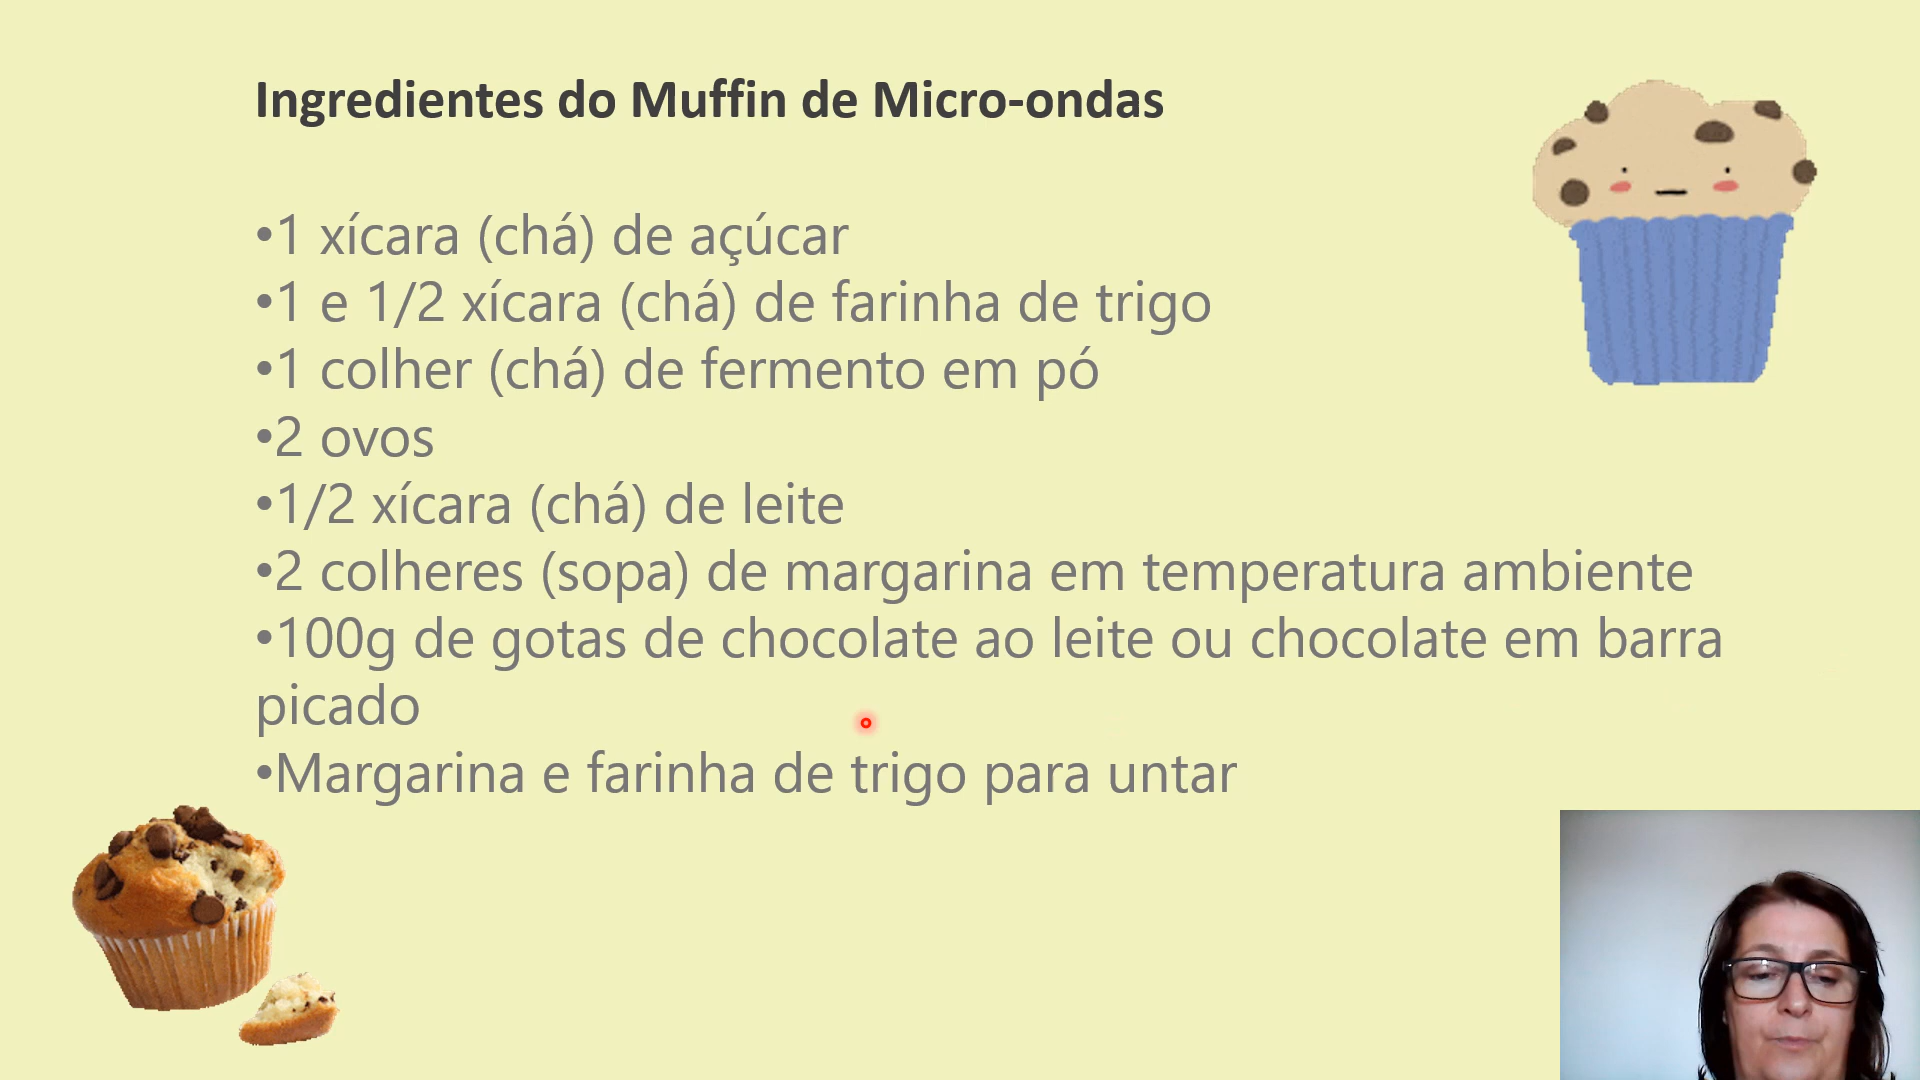 Ingredientes do Muffin de Micro-ondas
•1 xícara (chá) de açúcar
•1 e 1/2 xícara (chá) de farinha de trigo
•1 colher (chá) de fermento em pó
•2 ovos
•1/2 xícara (chá) de leite
•2 colheres (sopa) de margarina em temperatura ambiente
•100g de gotas de chocolate ao leite ou chocolate em barra
picado
•Margarina e farinha de trigo para untar